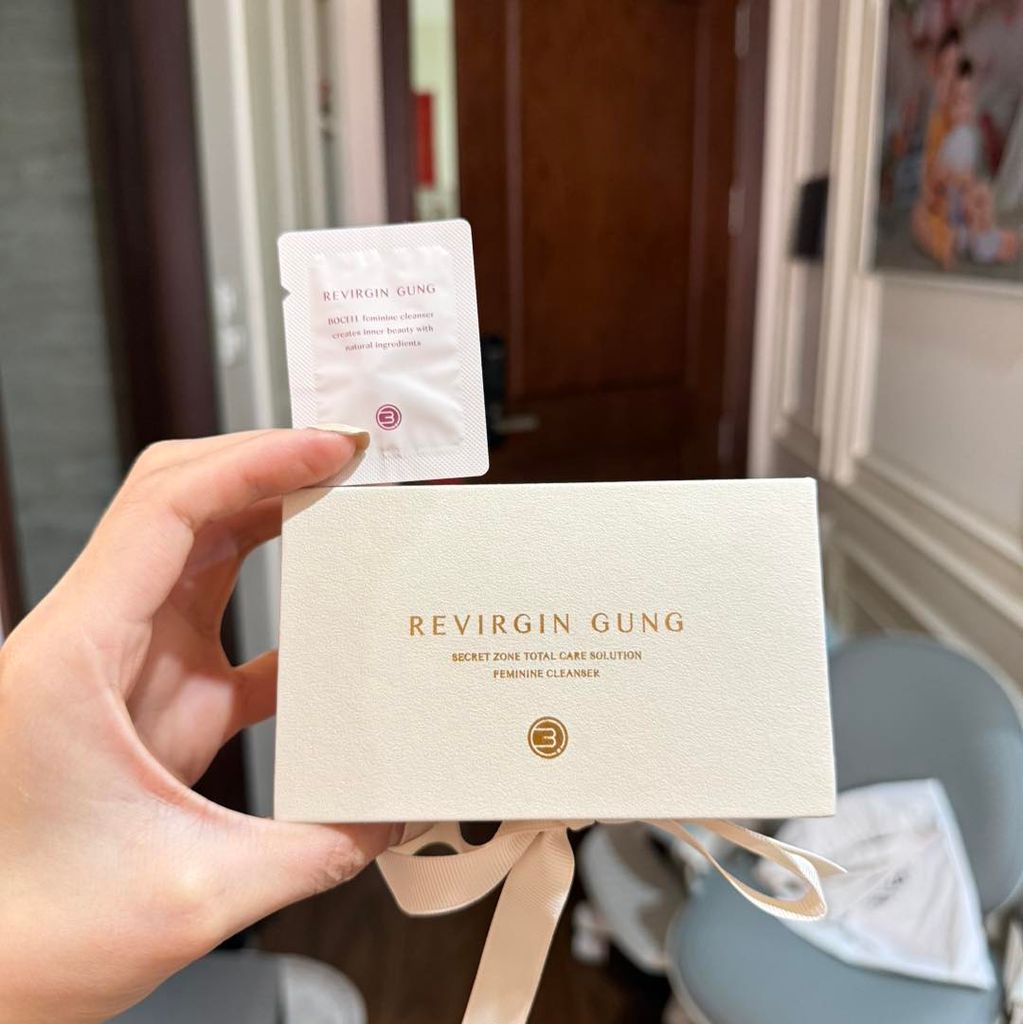 REVIRGIN GUNG
BOCELL feminine cleanser
creates inner beauty with
natural ingredients
REVIRGIN GUNG
SECRET ZONE TOTAL CARE SOLUTION
FEMININE CLEANSER